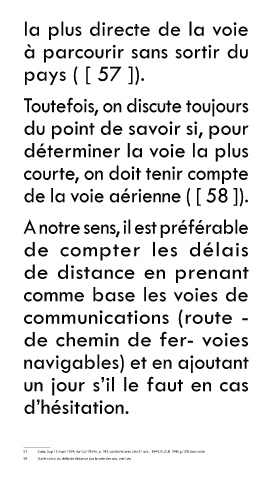 la plus directe de la voie
à parcourir sans sortir du
pays ( [ 57 ]).
Toutefois, on discute toujours
du point de savoir si, pour
déterminer la voie la plus
courte, on doit tenir compte
de la voie aérienne ( [ 58 ]).
A notre sens, il est préférable
de compter les délais
de distance en prenant
comme base les voies de
communications (route -
de chemin de fer- voies
navigables) et en ajoutant
un jour s’il le faut en cas
d’hésitation.
57
58